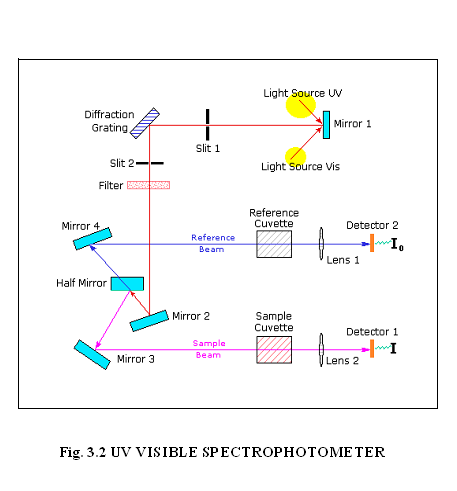 Light Source UV
Diffraction
Grating
Mirror 1
Slit 1
Light Source Vis
Slit 2
Filter
Reference
Cuvette
Mirror 4
Detector 2
Reference
Beam
I₀
Lens 1
Half Mirror
Mirror 2
Sample
Cuvette
Detector 1
Sample
Beam
I
Mirror 3
Lens 2
Fig. 3.2 UV VISIBLE SPECTROPHOTOMETER